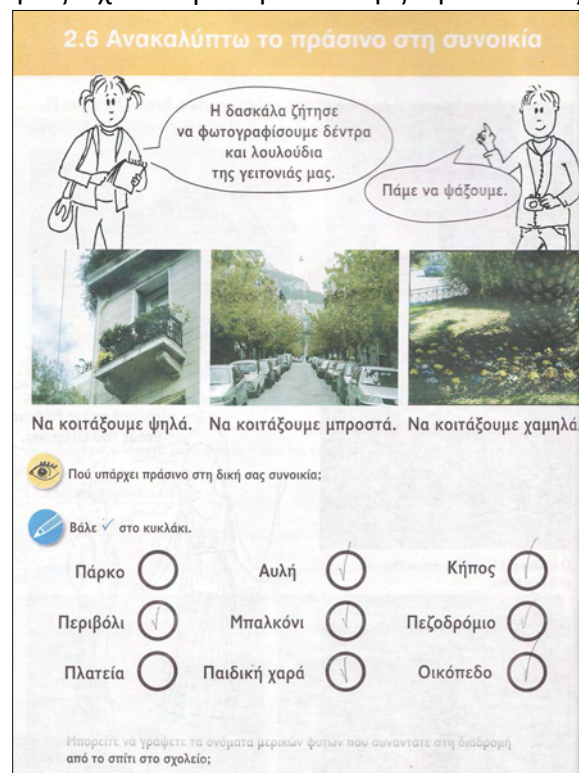 2.6 Ανακαλύπτω το πράσινο στη συνοικία
Η δασκάλα ζήτησε
να φωτογραφίσουμε δέντρα
και λουλούδια
της γειτονιάς μας.
Πάμε να ψάξουμε.
Να κοιτάξουμε ψηλά. Να κοιτάξουμε μπροστά. Να κοιτάξουμε χαμηλά.
Πού υπάρχει πράσινο στη δική σας συνοικία;
Βάλε ✓ στο κυκλάκι.
Πάρκο Αυλή ✓ Κήπος ✓
Περιβόλι ✓ Μπαλκόνι ✓ Πεζοδρόμιο ✓
Πλατεία Παιδική χαρά ✓ Οικόπεδο ✓
Μπορείτε να γράψετε τα ονόματα μερικών φυτών που συναντάτε στη διαδρομή
από το σπίτι στο σχολείο;